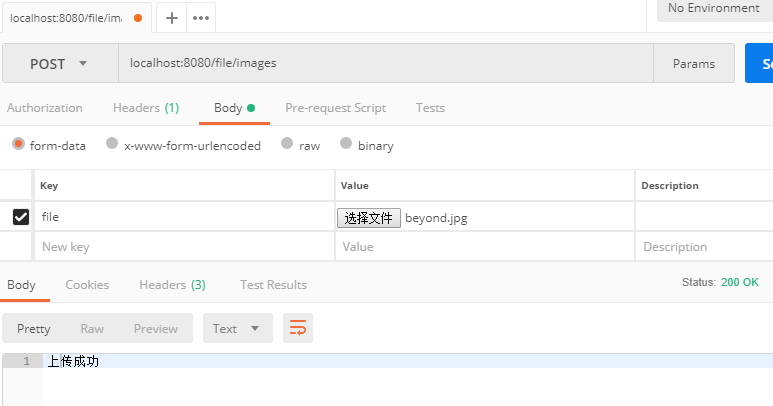 localhost:8080/file/ima
No Environment
POST
localhost:8080/file/images
Params
Authorization Headers (1) Body Pre-request Script Tests
form-data x-www-form-urlencoded raw binary
Key Value Description
file 选择文件 beyond.jpg
New key Value Description
Body Cookies Headers (3) Test Results Status: 200 OK
Pretty Raw Preview Text
1 上传成功